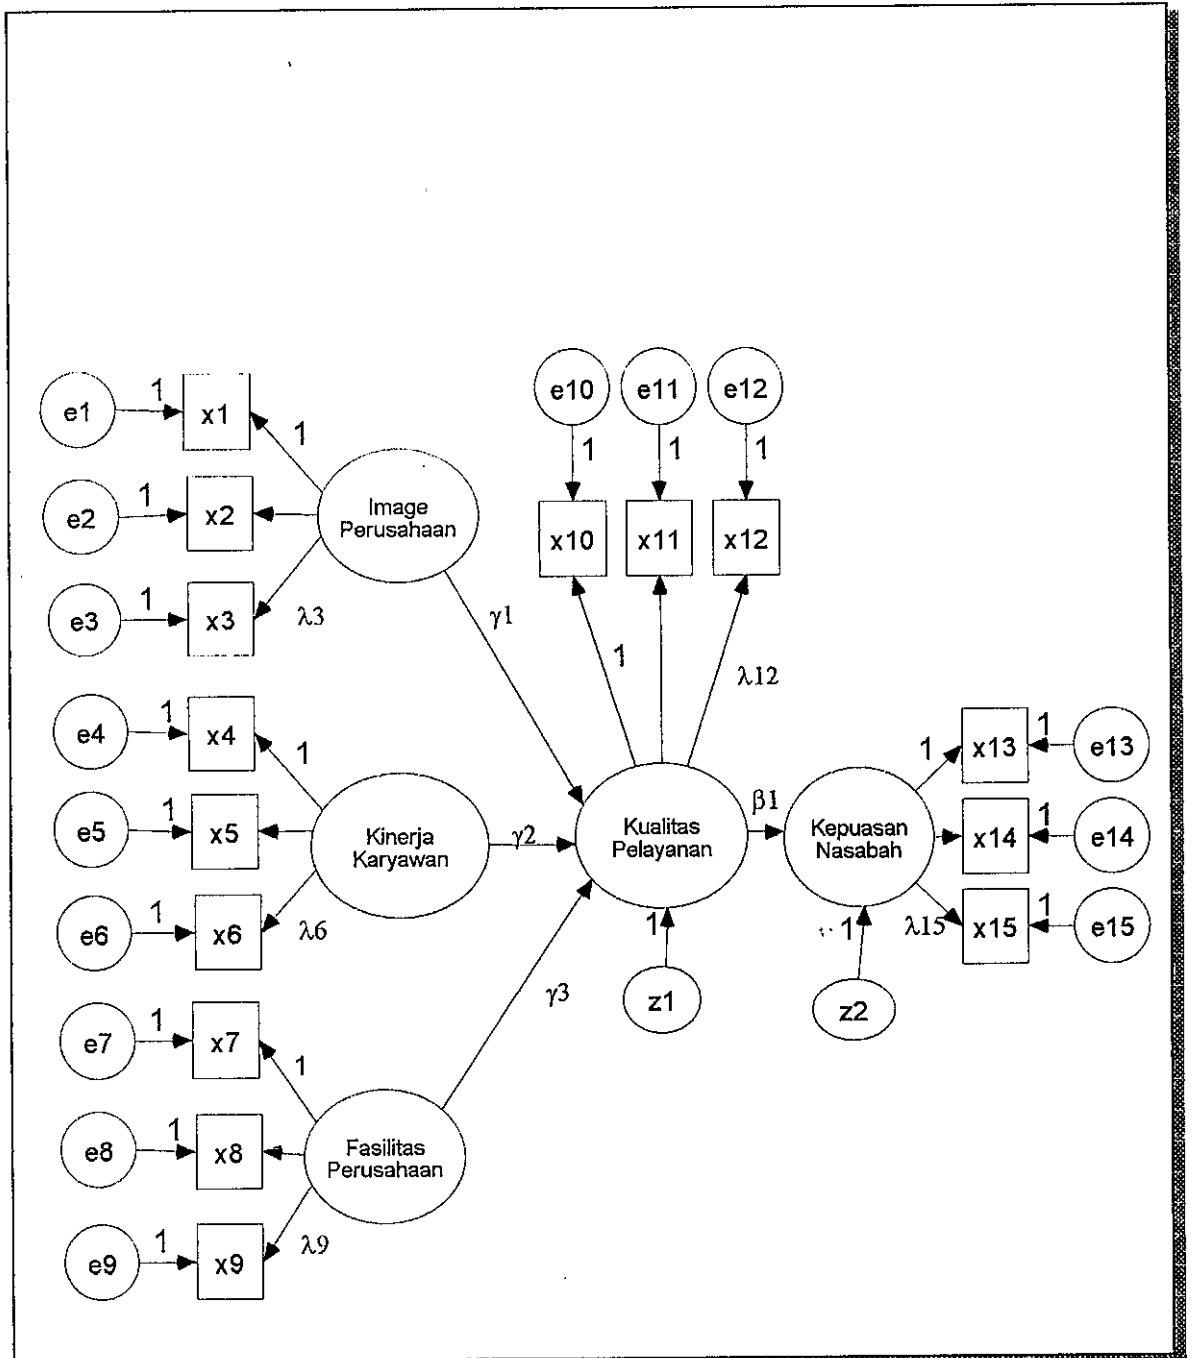 e1
1
x1
1
e2
1
x2
Image
Perusahaan
e3
1
x3
λ3
γ1
e4
1
x4
1
e5
1
x5
Kinerja
Karyawan
γ2
e6
1
x6
λ6
e7
1
x7
1
γ3
e8
1
x8
Fasilitas
Perusahaan
e9
1
x9
λ9
e10
e11
e12
1
1
1
x10
x11
x12
1
λ12
Kualitas
Pelayanan
β1
Kepuasan
Nasabah
1
z1
1
z2
1
x13
1
e13
x14
1
e14
λ15
x15
1
e15